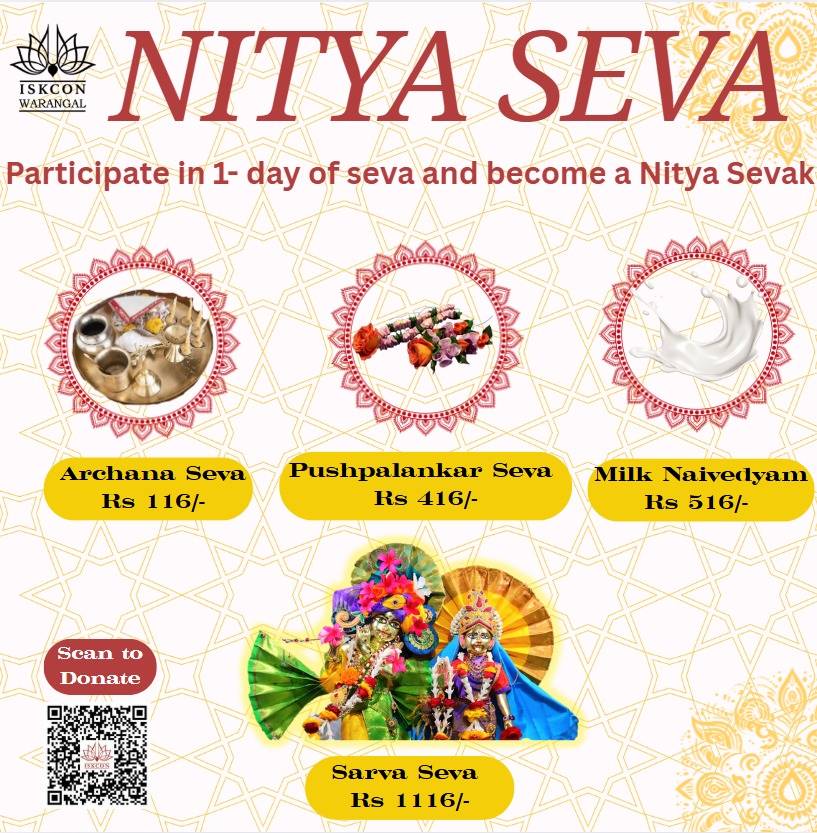 ISKCON
WARANGAL
NITYA SEVA
Participate in 1- day of seva and become a Nitya Sevak
Archana Seva
Rs 116/-
Pushpalankar Seva
Rs 416/-
Milk Naivedyam
Rs 516/-
Scan to
Donate
ISKCON
Sarva Seva
Rs 1116/-